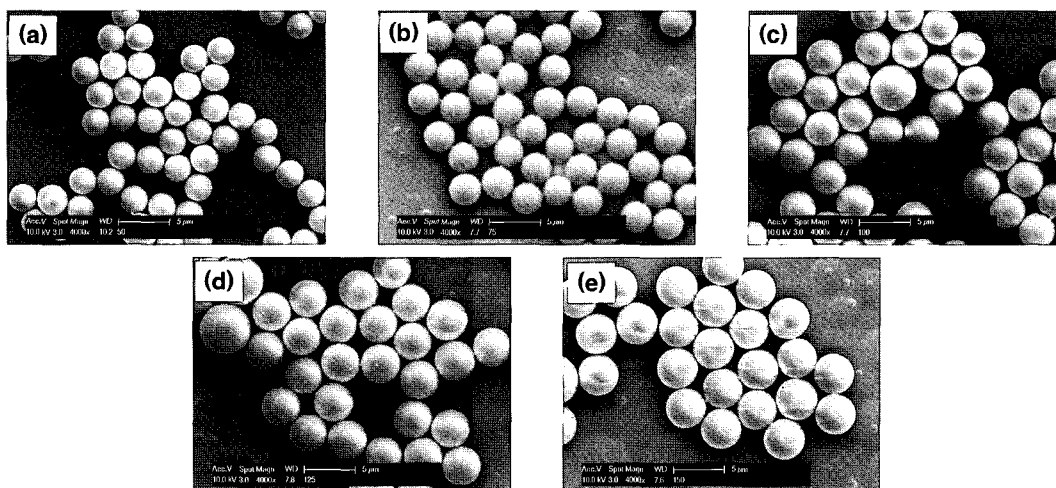 (a)
Acc.V Spot Magn WD 5 μm
10.0 kV 3.0 4000x 10.2 50
(b)
Acc.V Spot Magn WD 5 μm
10.0 kV 3.0 4000x 7.7 75
(c)
Acc.V Spot Magn WD 5 μm
10.0 kV 3.0 4000x 7.7 100
(d)
Acc.V Spot Magn WD 5 μm
10.0 kV 3.0 4000x 7.8 125
(e)
Acc.V Spot Magn WD 5 μm
10.0 kV 3.0 4000x 7.6 150